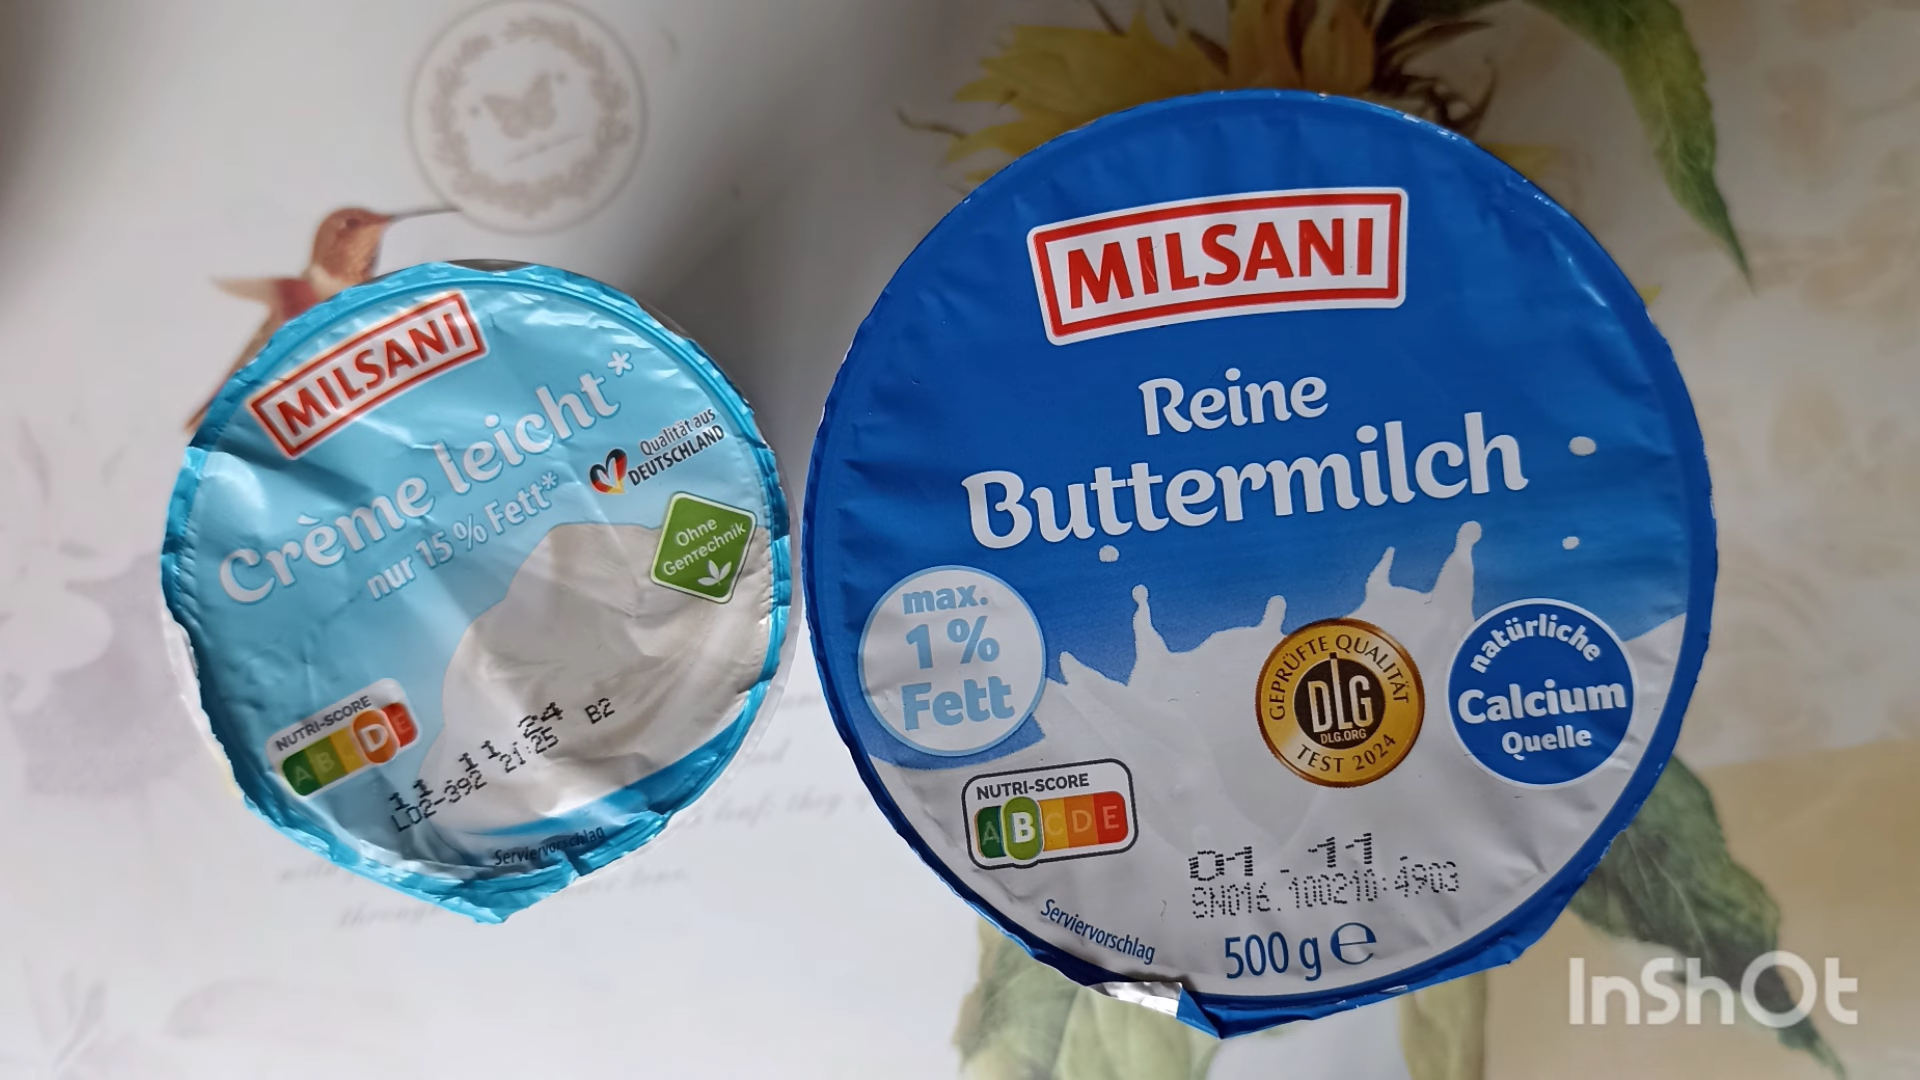 MILSANI
Crème leicht*
nur 15 % Fett*
Qualität aus
DEUTSCHLAND
Ohne
GenTechnik
NUTRI-SCORE
A B C D E
11 11 24
L02-392 21:25 B2
Serviervorschlag
MILSANI
Reine
Buttermilch
max.
1 %
Fett
GEPRÜFTE QUALITÄT
DLG
DLG.ORG
TEST 2024
natürliche
Calcium
Quelle
NUTRI-SCORE
A B C D E
01 .11
Serviervorschlag
500 g e
InShOt